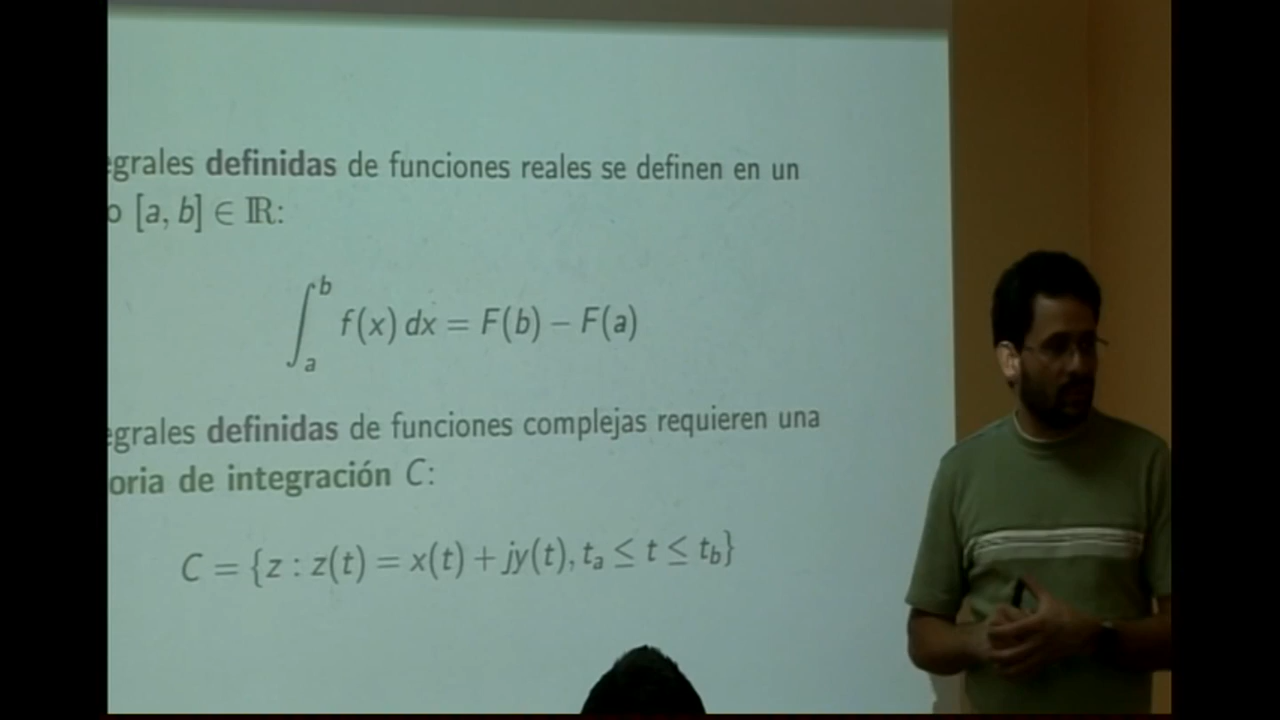 egrales definidas de funciones reales se definen en un
o [a, b] ∈ ℝ:
∫_a^b f(x) dx = F(b) − F(a)
egrales definidas de funciones complejas requieren una
oria de integración C:
C = {z : z(t) = x(t) + jy(t), t_a ≤ t ≤ t_b}